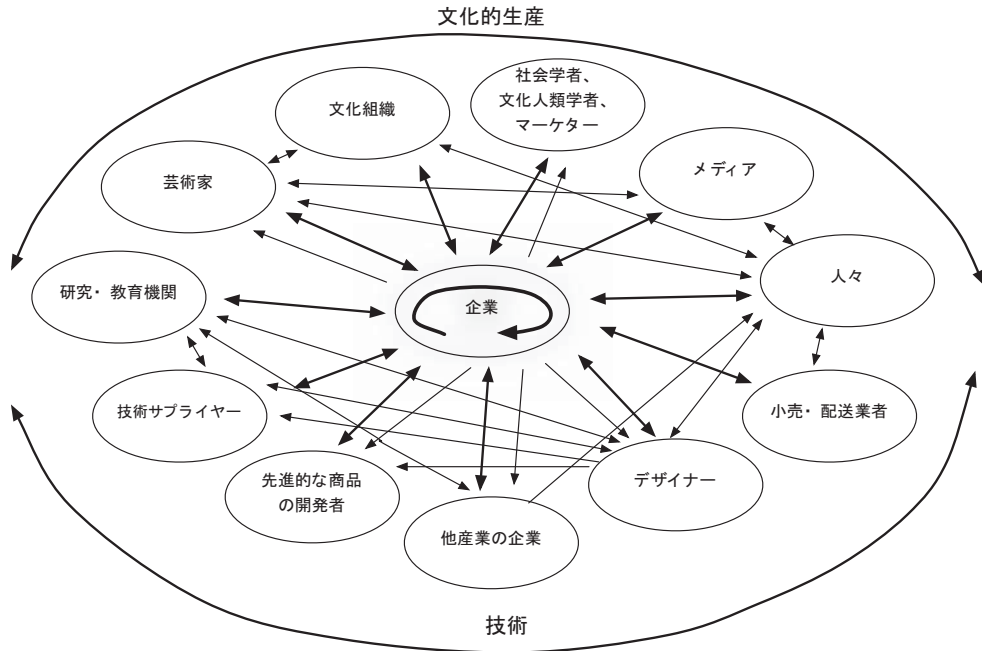 文化的生産
社会学者、
文化人類学者、
マーケター
文化組織
メディア
芸術家
人々
研究・教育機関
企業
技術サプライヤー
小売・配送業者
先進的な商品
の開発者
デザイナー
他産業の企業
技術